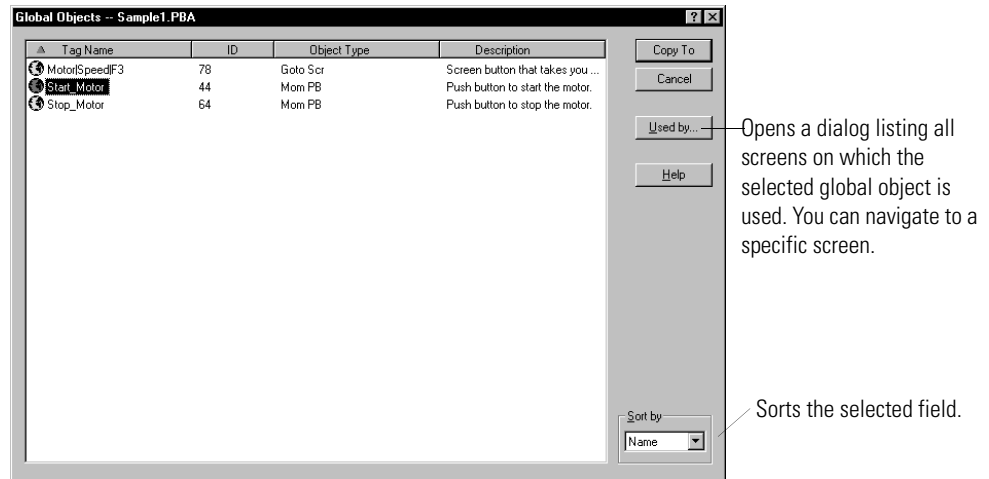 Global Objects -- Sample1.PBA
Tag Name ID Object Type Description
Motor|Speed|F3 78 Goto Scr Screen button that takes you ...
Start_Motor 44 Mom PB Push button to start the motor.
Stop_Motor 64 Mom PB Push button to stop the motor.
Copy To
Cancel
Used by...
Help
Opens a dialog listing all
screens on which the
selected global object is
used. You can navigate to a
specific screen.
Sort by
Name
Sorts the selected field.